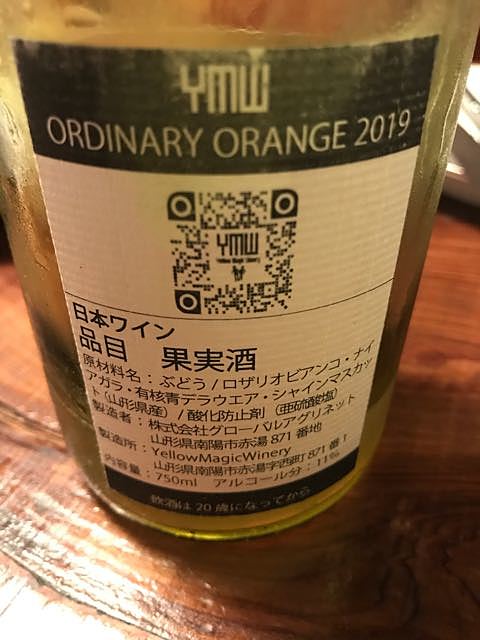 YMW
ORDINARY ORANGE 2019
YMW
日本ワイン
品目 果実酒
原材料名：ぶどう/ロザリオビアンコ・ナイ
アガラ・有核青デラウエア・シャインマスカッ
ト(山形県産)/酸化防止剤(亜硫酸塩)
製造者：株式会社グローバルアグリネット
山形県南陽市赤湯871番地
製造所：YellowMagicWinery
山形県南陽市赤湯字西町871番1
内容量：750ml アルコール分：11%
飲酒は20歳になってから